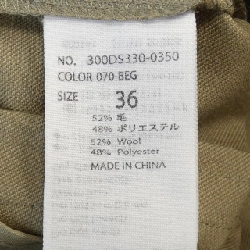 NO. 300DS330-0350
COLOR 070 BEG
SIZE 36
52% 毛
48% ポリエステル
52% Wool
48% Polyester
MADE IN CHINA